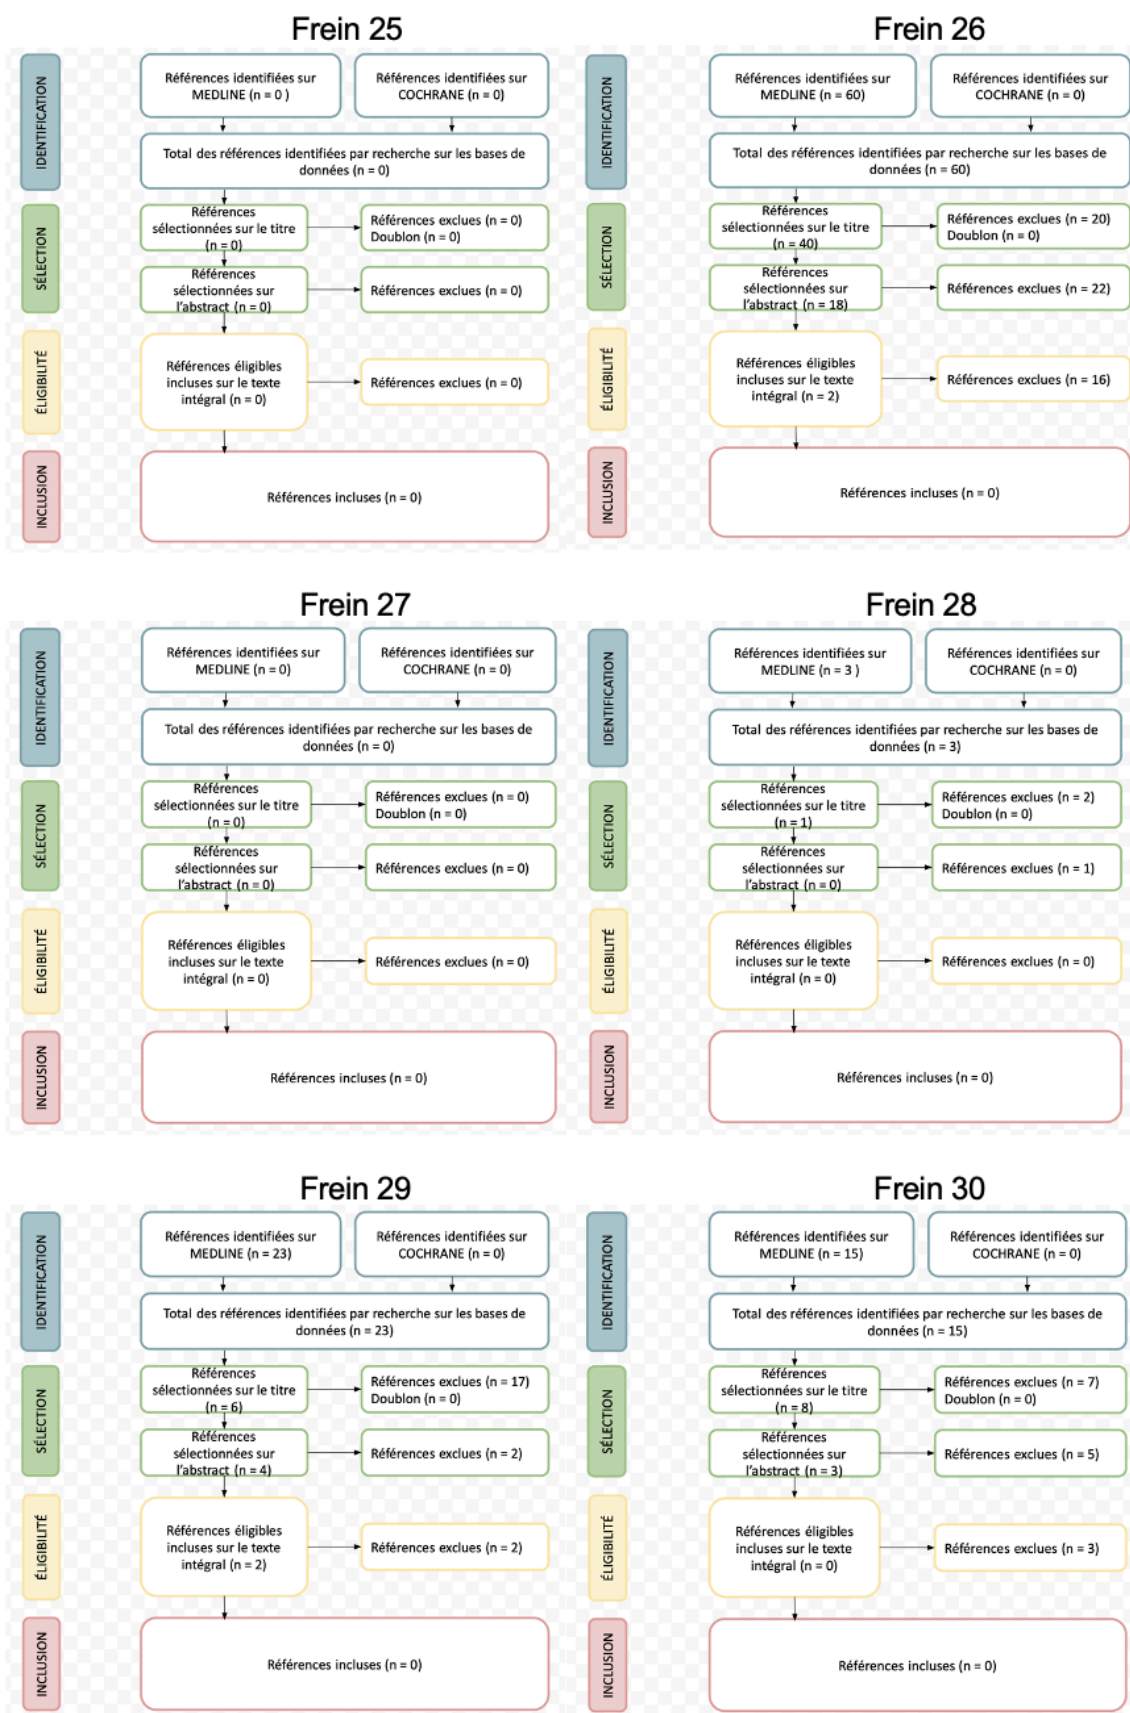 Frein 25
IDENTIFICATION
Références identifiées sur
MEDLINE (n = 0 )
Références identifiées sur
COCHRANE (n = 0)
Total des références identifiées par recherche sur les bases de
données (n = 0)
SÉLECTION
Références
sélectionnées sur le titre
(n = 0)
Références exclues (n = 0)
Doublon (n = 0)
Références
sélectionnées sur
l'abstract (n = 0)
Références exclues (n = 0)
ÉLIGIBILITÉ
Références éligibles
incluses sur le texte
intégral (n = 0)
Références exclues (n = 0)
INCLUSION
Références incluses (n = 0)
Frein 26
IDENTIFICATION
Références identifiées sur
MEDLINE (n = 60)
Références identifiées sur
COCHRANE (n = 0)
Total des références identifiées par recherche sur les bases de
données (n = 60)
SÉLECTION
Références
sélectionnées sur le titre
(n = 40)
Références exclues (n = 20)
Doublon (n = 0)
Références
sélectionnées sur
l'abstract (n = 18)
Références exclues (n = 22)
ÉLIGIBILITÉ
Références éligibles
incluses sur le texte
intégral (n = 2)
Références exclues (n = 16)
INCLUSION
Références incluses (n = 0)
Frein 27
IDENTIFICATION
Références identifiées sur
MEDLINE (n = 0)
Références identifiées sur
COCHRANE (n = 0)
Total des références identifiées par recherche sur les bases de
données (n = 0)
SÉLECTION
Références
sélectionnées sur le titre
(n = 0)
Références exclues (n = 0)
Doublon (n = 0)
Références
sélectionnées sur
l'abstract (n = 0)
Références exclues (n = 0)
ÉLIGIBILITÉ
Références éligibles
incluses sur le texte
intégral (n = 0)
Références exclues (n = 0)
INCLUSION
Références incluses (n = 0)
Frein 28
IDENTIFICATION
Références identifiées sur
MEDLINE (n = 3 )
Références identifiées sur
COCHRANE (n = 0)
Total des références identifiées par recherche sur les bases de
données (n = 3)
SÉLECTION
Références
sélectionnées sur le titre
(n = 1)
Références exclues (n = 2)
Doublon (n = 0)
Références
sélectionnées sur
l'abstract (n = 0)
Références exclues (n = 1)
ÉLIGIBILITÉ
Références éligibles
incluses sur le texte
intégral (n = 0)
Références exclues (n = 0)
INCLUSION
Références incluses (n = 0)
Frein 29
IDENTIFICATION
Références identifiées sur
MEDLINE (n = 23)
Références identifiées sur
COCHRANE (n = 0)
Total des références identifiées par recherche sur les bases de
données (n = 23)
SÉLECTION
Références
sélectionnées sur le titre
(n = 6)
Références exclues (n = 17)
Doublon (n = 0)
Références
sélectionnées sur
l'abstract (n = 4)
Références exclues (n = 2)
ÉLIGIBILITÉ
Références éligibles
incluses sur le texte
intégral (n = 2)
Références exclues (n = 2)
INCLUSION
Références incluses (n = 0)
Frein 30
IDENTIFICATION
Références identifiées sur
MEDLINE (n = 15)
Références identifiées sur
COCHRANE (n = 0)
Total des références identifiées par recherche sur les bases de
données (n = 15)
SÉLECTION
Références
sélectionnées sur le titre
(n = 8)
Références exclues (n = 7)
Doublon (n = 0)
Références
sélectionnées sur
l'abstract (n = 3)
Références exclues (n = 5)
ÉLIGIBILITÉ
Références éligibles
incluses sur le texte
intégral (n = 0)
Références exclues (n = 3)
INCLUSION
Références incluses (n = 0)